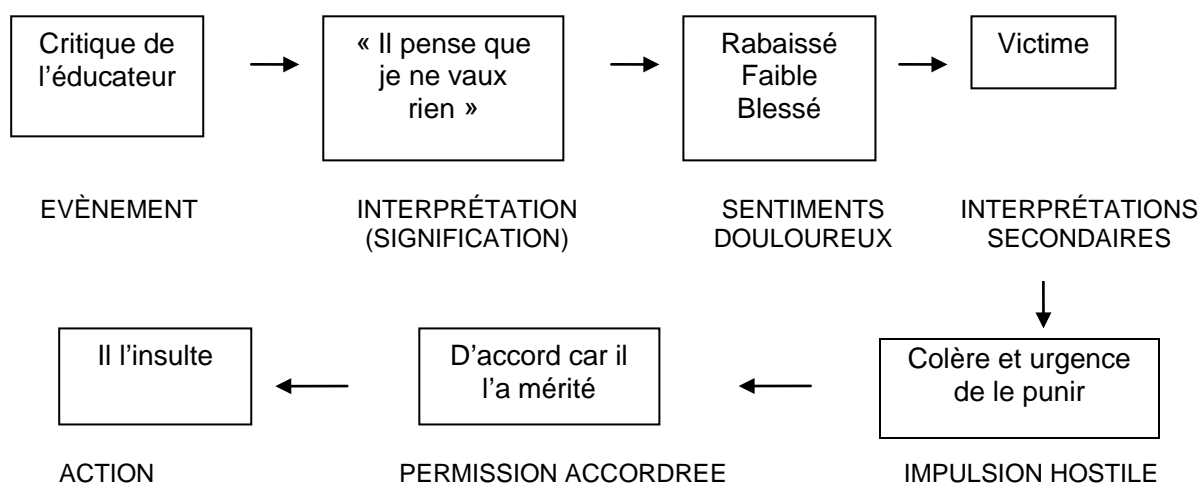 Critique de
l’éducateur
« Il pense que
je ne vaux
rien »
Rabaissé
Faible
Blessé
Victime
EVÈNEMENT
INTERPRÉTATION
(SIGNIFICATION)
SENTIMENTS
DOULOUREUX
INTERPRÉTATIONS
SECONDAIRES
Il l’insulte
D’accord car il
l’a mérité
Colère et urgence
de le punir
ACTION
PERMISSION ACCORDREE
IMPULSION HOSTILE